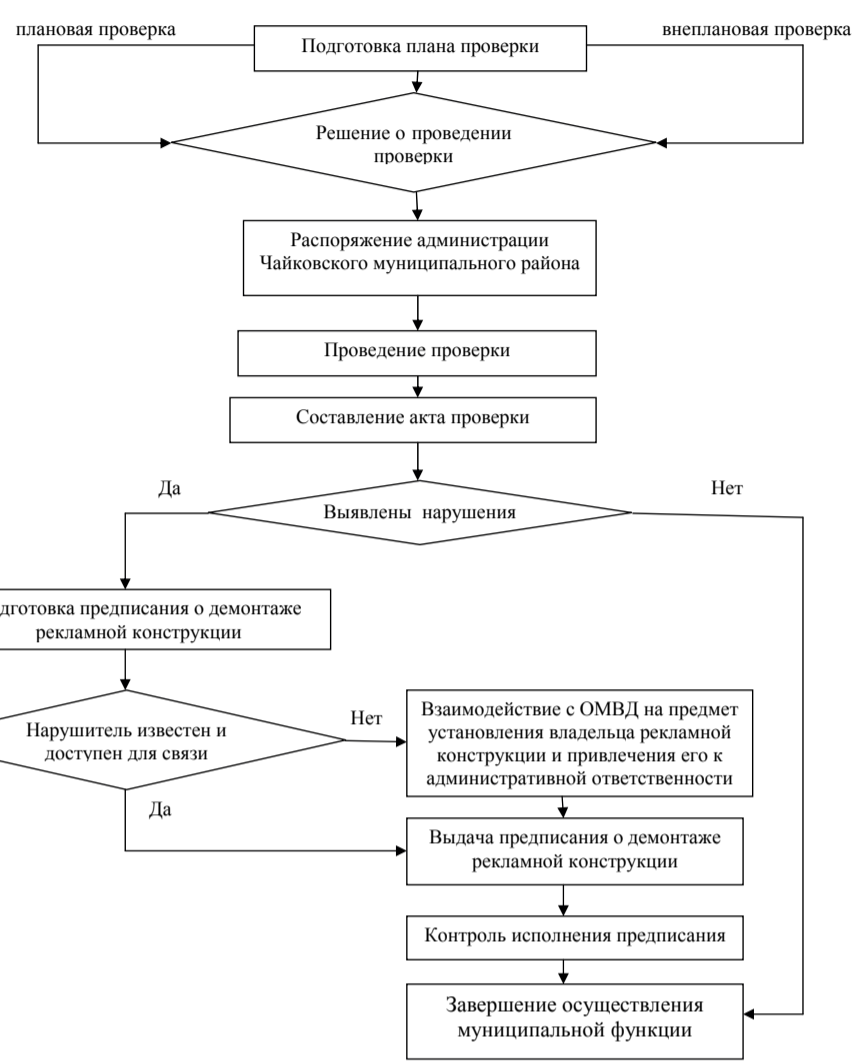 плановая проверка
внеплановая проверка
Подготовка плана проверки
Решение о проведении
проверки
Распоряжение администрации
Чайковского муниципального района
Проведение проверки
Составление акта проверки
Да
Нет
Выявлены нарушения
дготовка предписания о демонтаже
рекламной конструкции
Нарушитель известен и
доступен для связи
Нет
Да
Взаимодействие с ОМВД на предмет
установления владельца рекламной
конструкции и привлечения его к
административной ответственности
Выдача предписания о демонтаже
рекламной конструкции
Контроль исполнения предписания
Завершение осуществления
муниципальной функции